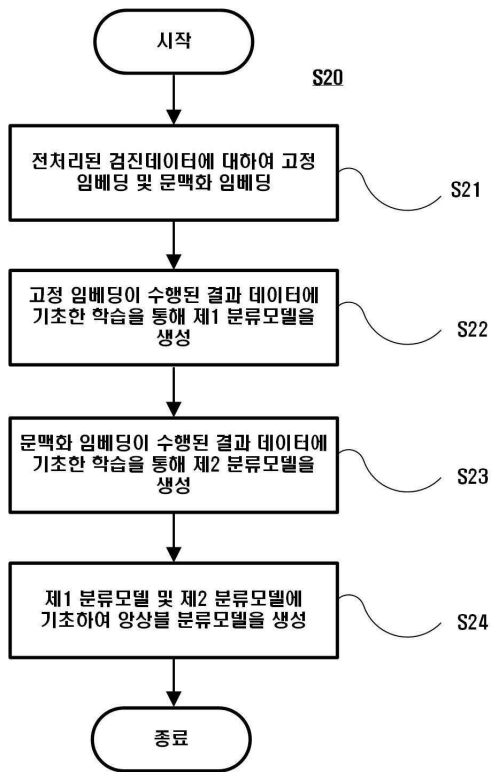 시작
S20
전처리된 검진데이터에 대하여 고정
임베딩 및 문맥화 임베딩
S21
고정 임베딩이 수행된 결과 데이터에
기초한 학습을 통해 제1 분류모델을
생성
S22
문맥화 임베딩이 수행된 결과 데이터에
기초한 학습을 통해 제2 분류모델을
생성
S23
제1 분류모델 및 제2 분류모델에
기초하여 앙상블 분류모델을 생성
S24
종료